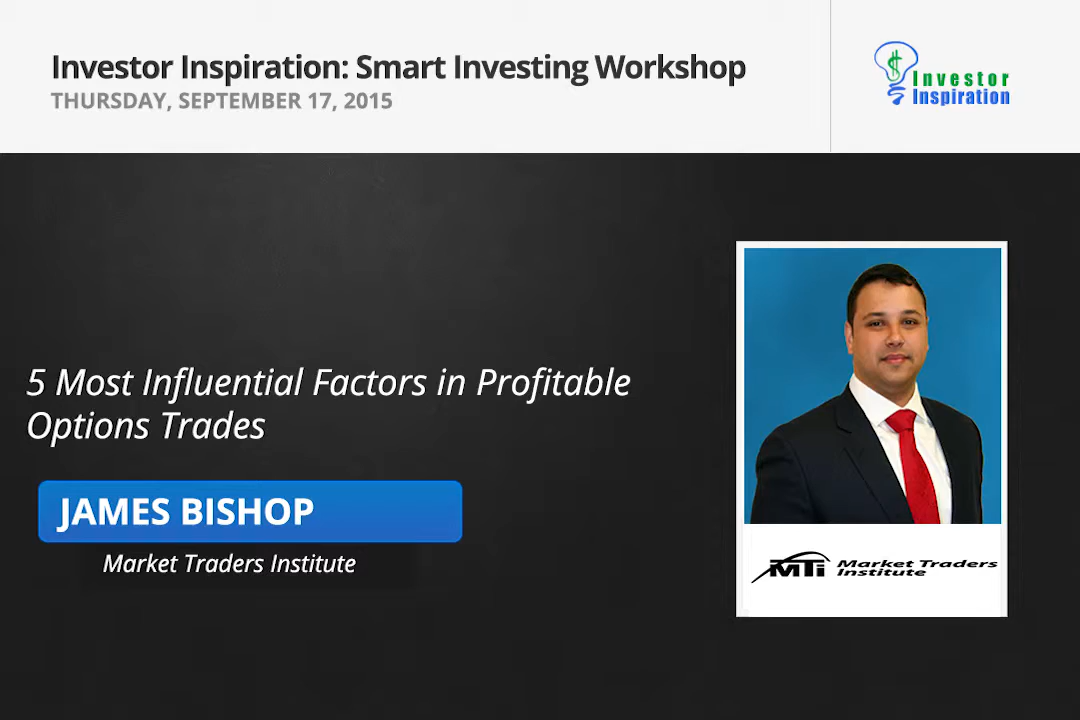 Investor Inspiration: Smart Investing Workshop
THURSDAY, SEPTEMBER 17, 2015
$ Investor
Inspiration
5 Most Influential Factors in Profitable
Options Trades
JAMES BISHOP
Market Traders Institute
MTi Market Traders
Institute